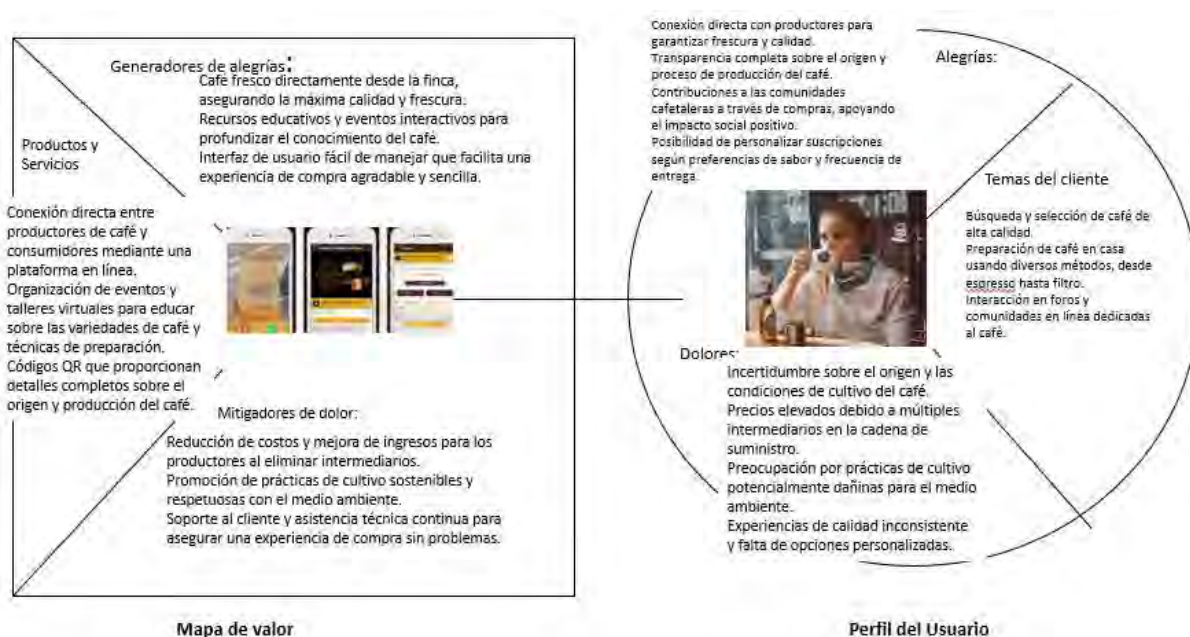 Generadores de alegrías:
Café fresco directamente desde la finca,
asegurando la máxima calidad y frescura.
Recursos educativos y eventos interactivos para
profundizar el conocimiento del café.
Interfaz de usuario fácil de manejar que facilita una
experiencia de compra agradable y sencilla.
Productos y
Servicios
Conexión directa entre
productores de café y
consumidores mediante una
plataforma en línea.
Organización de eventos y
talleres virtuales para educar
sobre las variedades de café y
técnicas de preparación.
Códigos QR que proporcionan
detalles completos sobre el
origen y producción del café.
Mitigadores de dolor:
Reducción de costos y mejora de ingresos para los
productores al eliminar intermediarios.
Promoción de prácticas de cultivo sostenibles y
respetuosas con el medio ambiente.
Soporte al cliente y asistencia técnica continua para
asegurar una experiencia de compra sin problemas.
Mapa de valor
Conexión directa con productores para
garantizar frescura y calidad.
Transparencia completa sobre el origen y
proceso de producción del café.
Contribuciones a las comunidades
cafetaleras a través de compras, apoyando
el impacto social positivo.
Posibilidad de personalizar suscripciones
según preferencias de sabor y frecuencia de
entrega.
Alegrías:
Temas del cliente
Búsqueda y selección de café de
alta calidad.
Preparación de café en casa
usando diversos métodos, desde
espresso hasta filtro.
Interacción en foros y
comunidades en línea dedicadas
al café.
Dolores:
Incertidumbre sobre el origen y las
condiciones de cultivo del café.
Precios elevados debido a múltiples
intermediarios en la cadena de
suministro.
Preocupación por prácticas de cultivo
potencialmente dañinas para el medio
ambiente.
Experiencias de calidad inconsistente
y falta de opciones personalizadas.
Perfil del Usuario